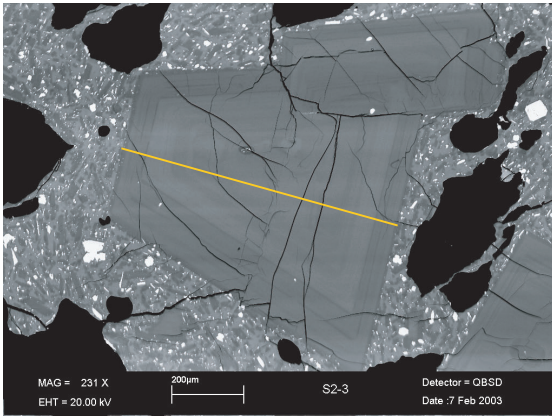 MAG = 231 X
EHT = 20.00 kV
200µm
S2-3
Detector = QBSD
Date :7 Feb 2003